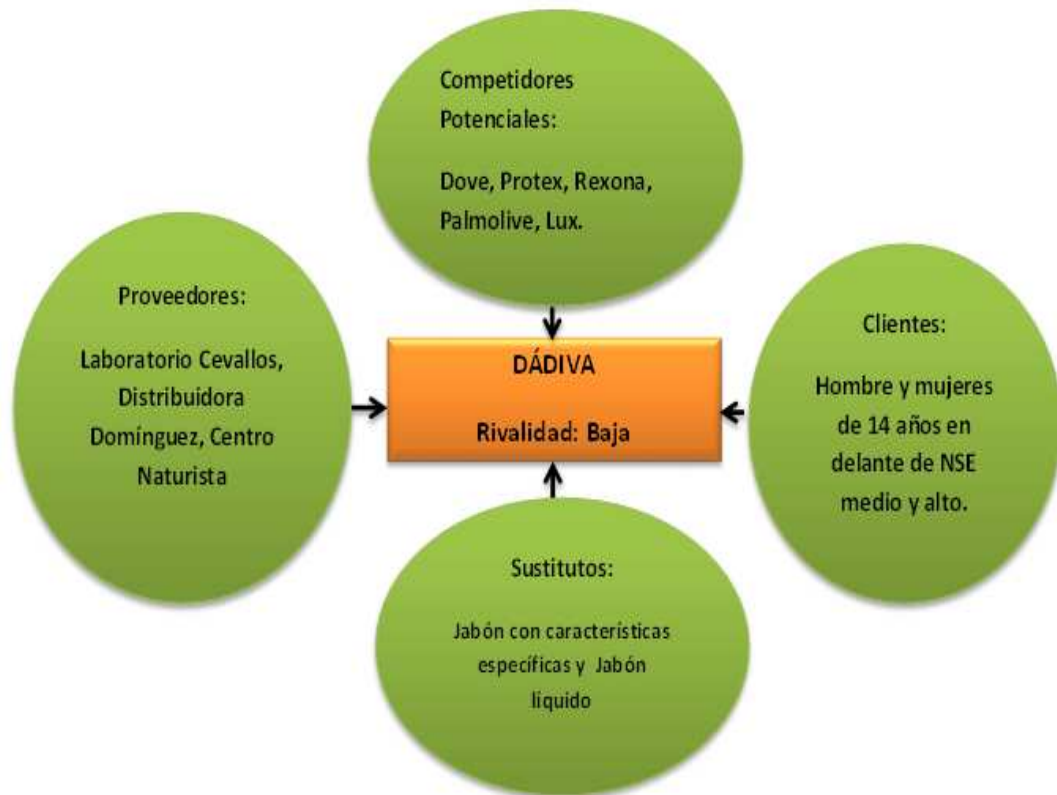 Competidores
Potenciales:
Dove, Protex, Rexona,
Palmolive, Lux.
Proveedores:
Laboratorio Cevallos,
Distribuidora
Domínguez, Centro
Naturista
DÁDIVA
Rivalidad: Baja
Clientes:
Hombre y mujeres
de 14 años en
delante de NSE
medio y alto.
Sustitutos:
Jabón con características
específicas y Jabón
líquido